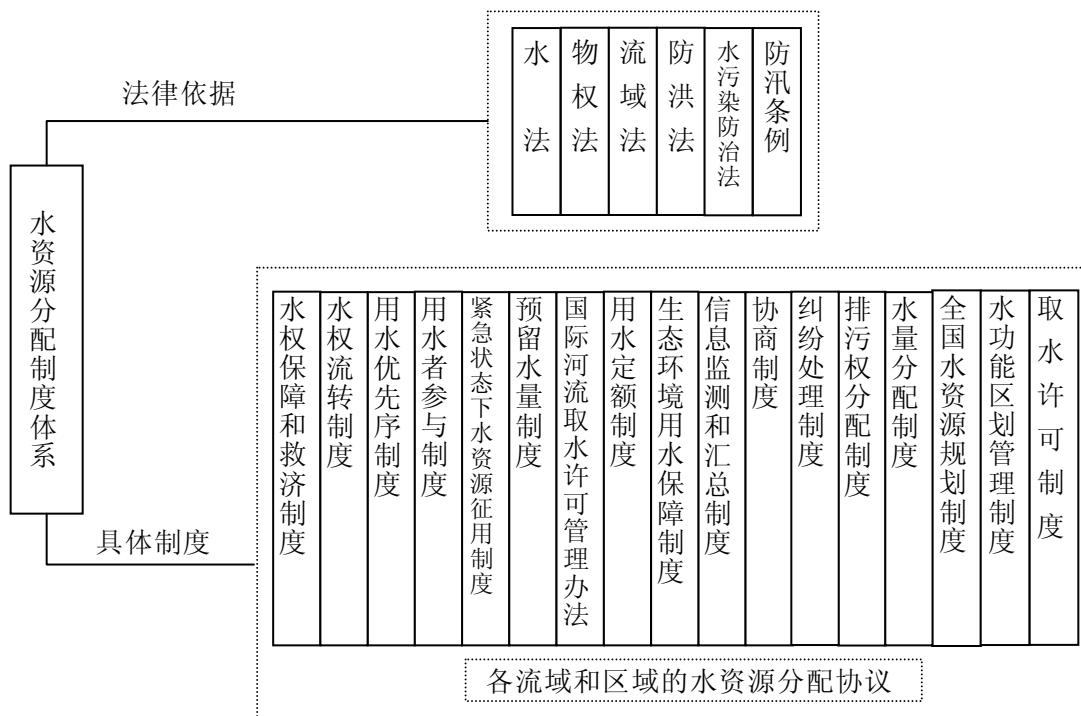 水法
物权法
流域法
防洪法
水污染防治法
防汛条例
法律依据
水资源分配制度体系
具体制度
水权保障和救济制度
水权流转制度
用水优先序制度
用水者参与制度
紧急状态下水资源征用制度
预留水量制度
国际河流取水许可管理办法
用水定额制度
生态环境用水保障制度
信息监测和汇总制度
协商制度
纠纷处理制度
排污权分配制度
水量分配制度
全国水资源规划制度
水功能区划管理制度
取水许可制度
各流域和区域的水资源分配协议